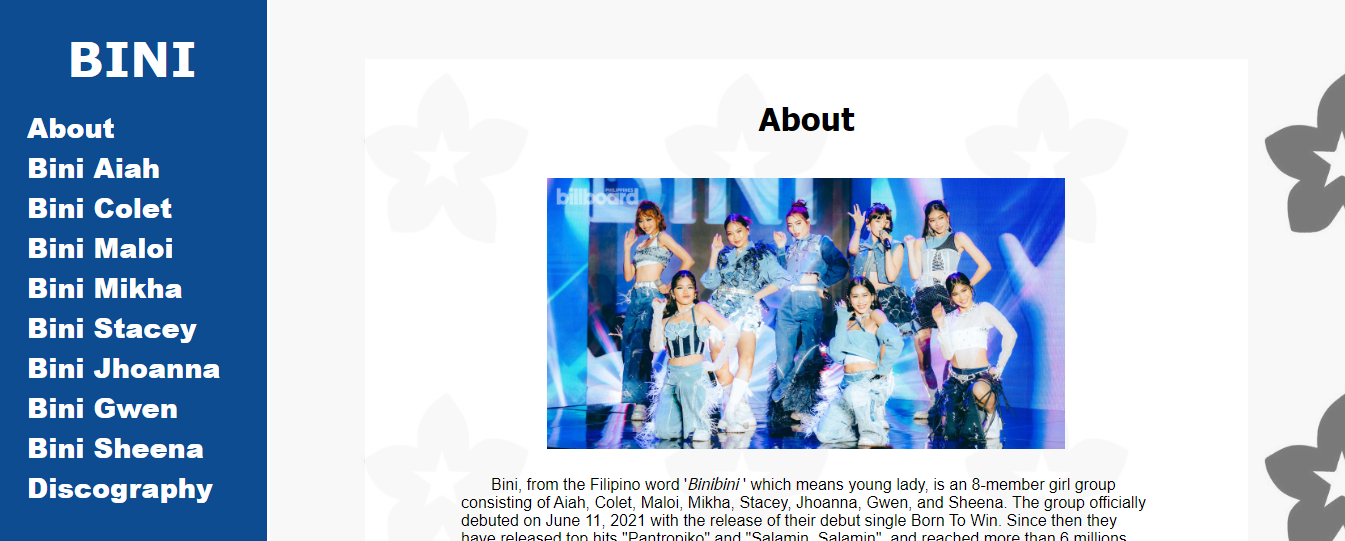 BINI
About
Bini Aiah
Bini Colet
Bini Maloi
Bini Mikha
Bini Stacey
Bini Jhoanna
Bini Gwen
Bini Sheena
Discography
About
PHILIPPINES
billboard
BINI
Bini, from the Filipino word 'Binibini ' which means young lady, is an 8-member girl group
consisting of Aiah, Colet, Maloi, Mikha, Stacey, Jhoanna, Gwen, and Sheena. The group officially
debuted on June 11, 2021 with the release of their debut single Born To Win. Since then they
have released top hits "Pantropiko" and "Salamin, Salamin", and reached more than 6 millions